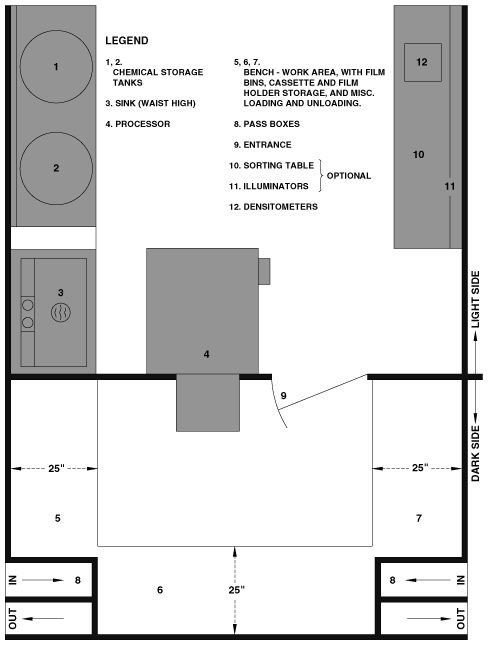 LEGEND
1, 2.
CHEMICAL STORAGE
TANKS
3. SINK (WAIST HIGH)
4. PROCESSOR
5, 6, 7.
BENCH - WORK AREA, WITH FILM
BINS, CASSETTE AND FILM
HOLDER STORAGE, AND MISC.
LOADING AND UNLOADING.
8. PASS BOXES
9. ENTRANCE
10. SORTING TABLE
11. ILLUMINATORS
OPTIONAL
12. DENSITOMETERS
1
2
3
4
12
10
11
LIGHT SIDE
DARK SIDE
9
25"
25"
5
7
6
25"
IN
8
OUT
8
IN
OUT